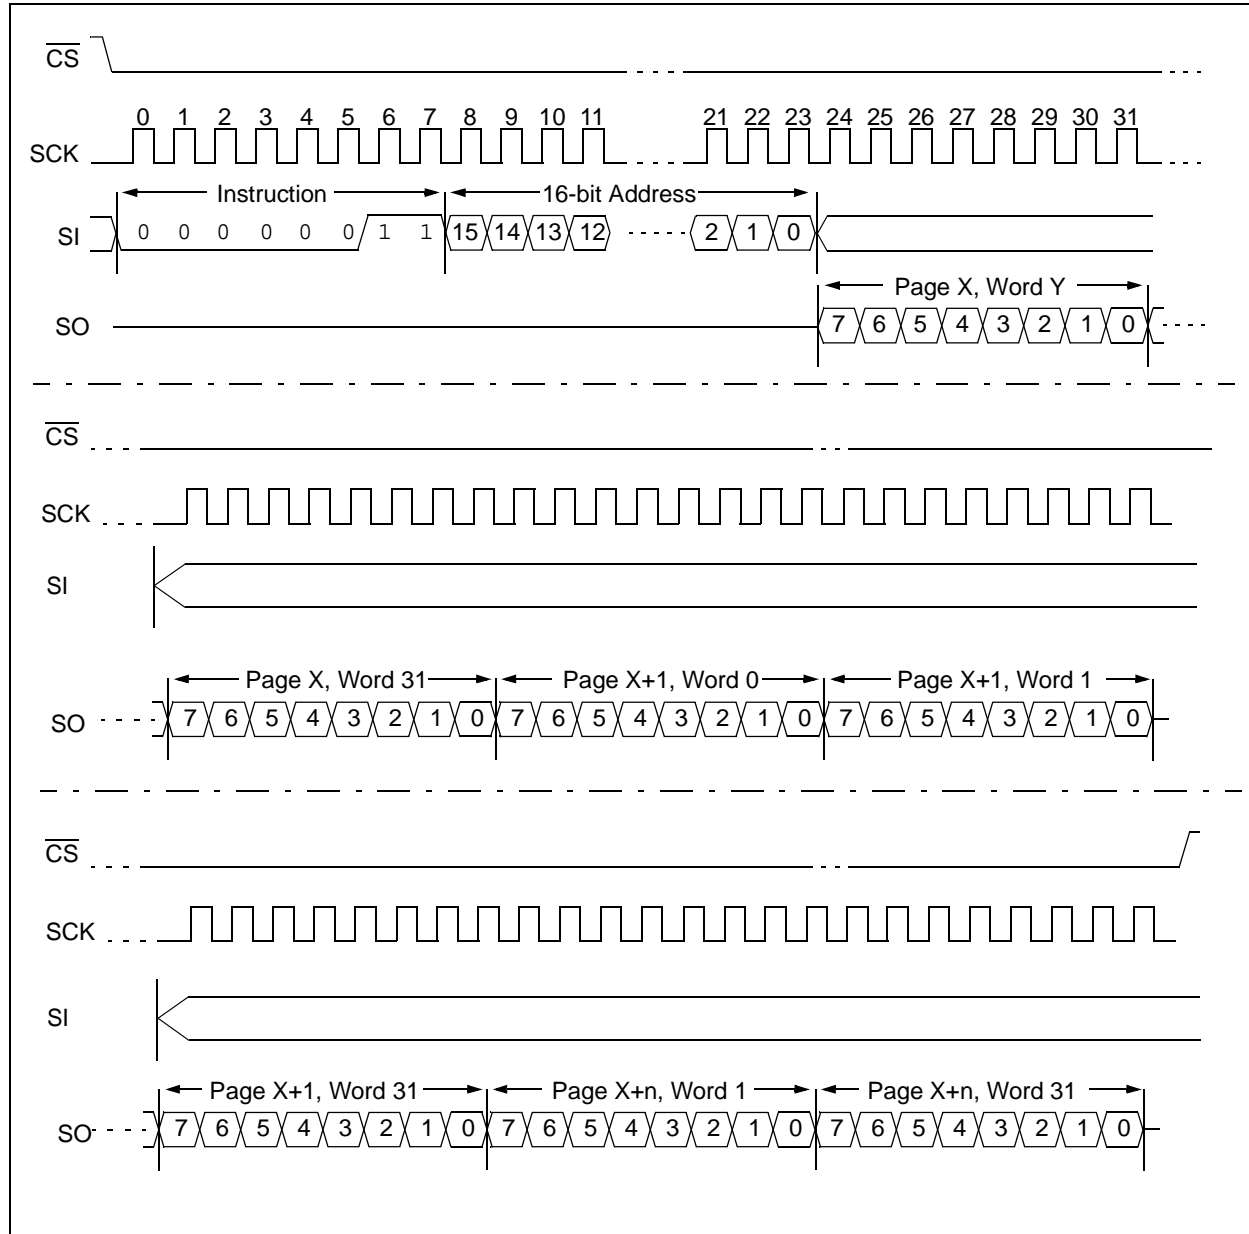 CS
0 1 2 3 4 5 6 7 8 9 10 11 21 22 23 24 25 26 27 28 29 30 31
SCK
Instruction 16-bit Address
SI 0 0 0 0 0 0 1 1 15 14 13 12 2 1 0
Page X, Word Y
SO 7 6 5 4 3 2 1 0
CS
SCK
SI
Page X, Word 31 Page X+1, Word 0 Page X+1, Word 1
SO 7 6 5 4 3 2 1 0 7 6 5 4 3 2 1 0 7 6 5 4 3 2 1 0
CS
SCK
SI
Page X+1, Word 31 Page X+n, Word 1 Page X+n, Word 31
SO 7 6 5 4 3 2 1 0 7 6 5 4 3 2 1 0 7 6 5 4 3 2 1 0